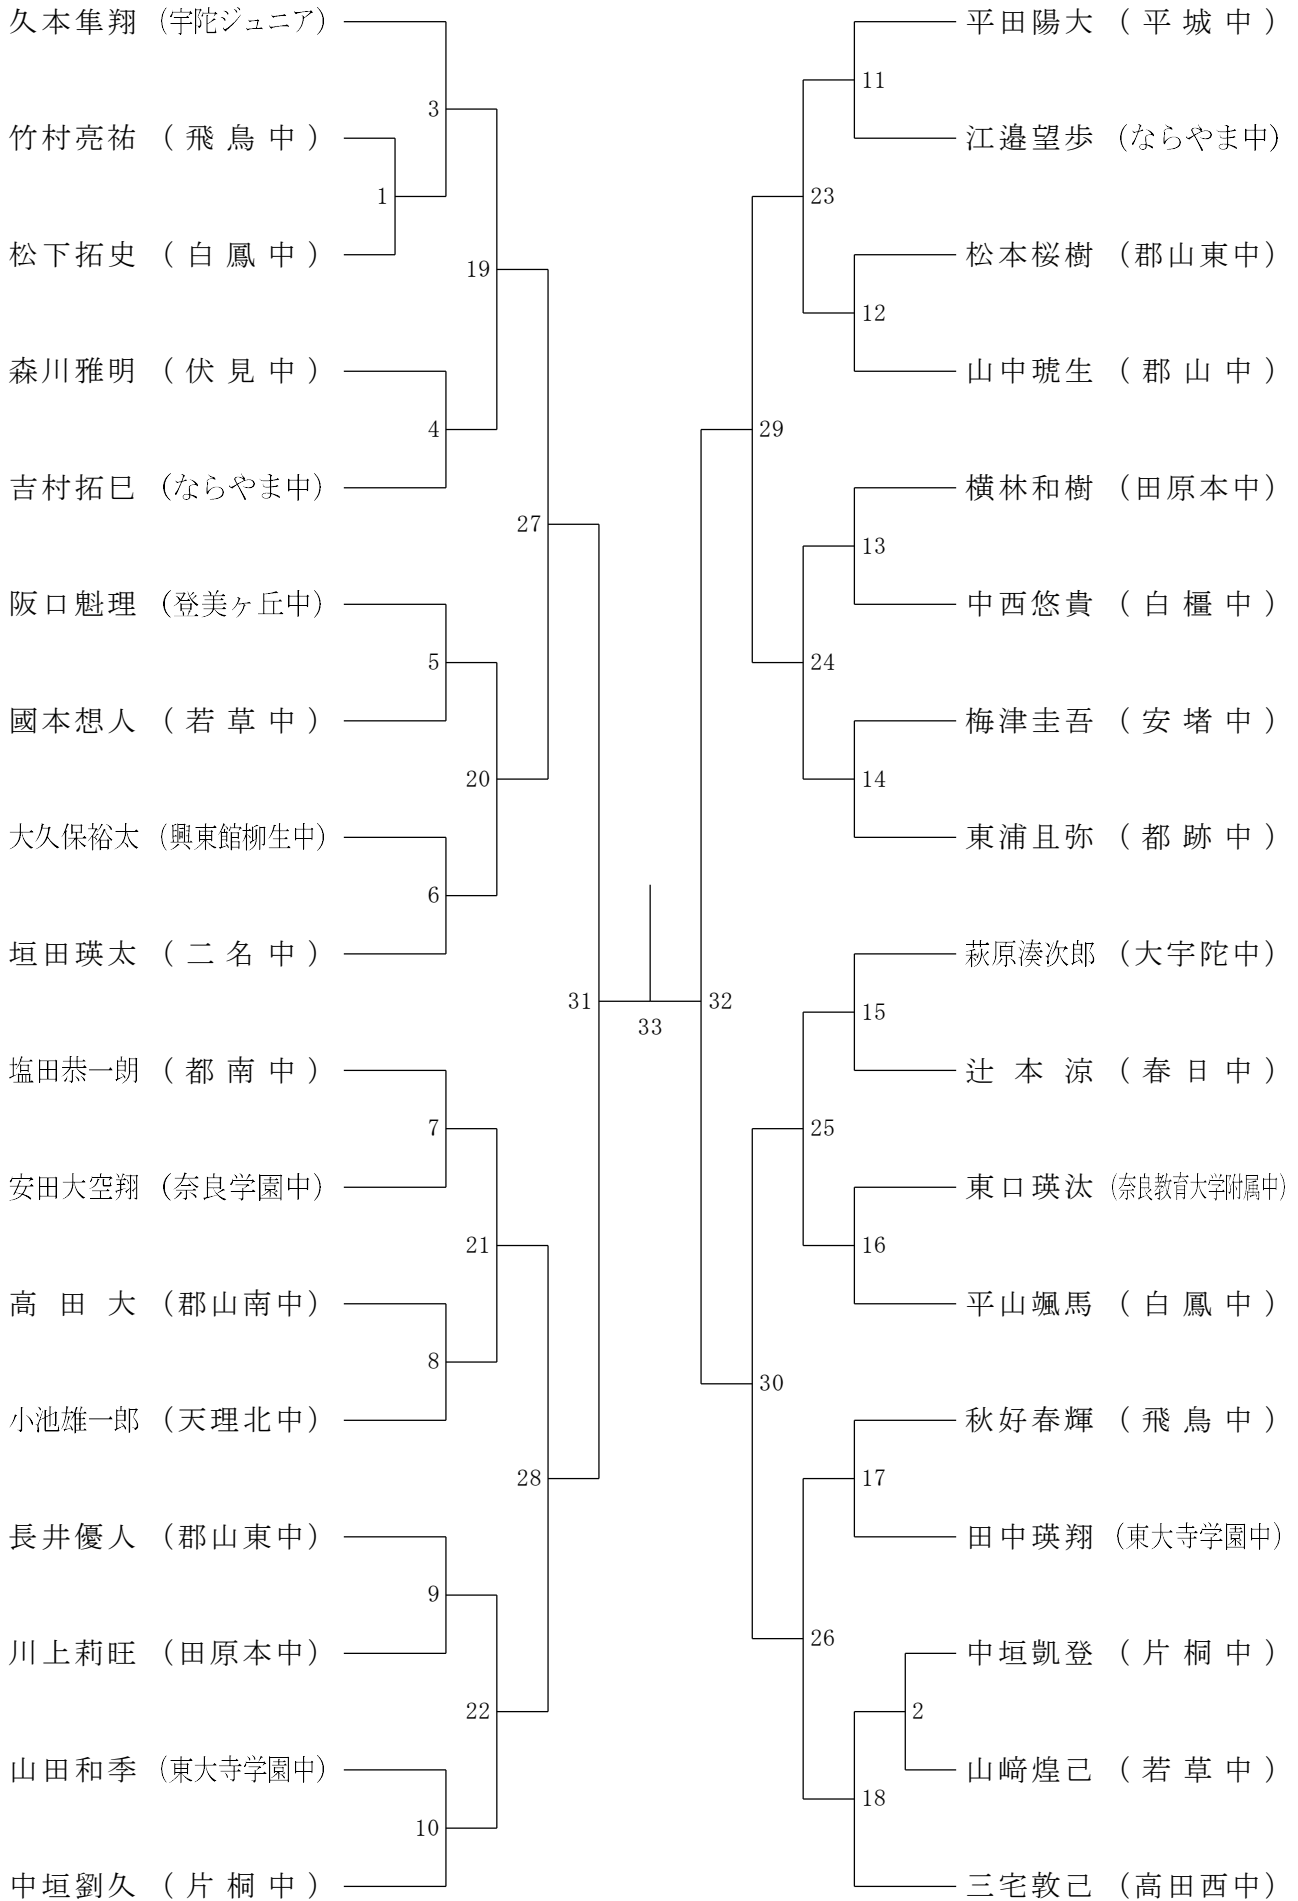 久本隼翔 (宇陀ジュニア)
3
竹村亮祐 (飛鳥中)
1
松下拓史 (白鳳中)
19
森川雅明 (伏見中)
4
吉村拓巳 (ならやま中)
27
阪口魁理 (登美ヶ丘中)
5
國本想人 (若草中)
20
大久保裕太 (興東館柳生中)
6
垣田瑛太 (二名中)
31
塩田恭一朗 (都南中)
7
安田大空翔 (奈良学園中)
21
高田大 (郡山南中)
8
小池雄一郎 (天理北中)
28
長井優人 (郡山東中)
9
川上莉旺 (田原本中)
22
山田和季 (東大寺学園中)
10
中垣劉久 (片桐中)
33
平田陽大 (平城中)
11
江邉望歩 (ならやま中)
23
松本桜樹 (郡山東中)
12
山中琥生 (郡山中)
29
横林和樹 (田原本中)
13
中西悠貴 (白橿中)
24
梅津圭吾 (安堵中)
14
東浦且弥 (都跡中)
32
萩原湊次郎 (大宇陀中)
15
辻本涼 (春日中)
25
東口瑛汰 (奈良教育大学附属中)
16
平山颯馬 (白鳳中)
30
秋好春輝 (飛鳥中)
17
田中瑛翔 (東大寺学園中)
26
中垣凱登 (片桐中)
2
山﨑煌己 (若草中)
18
三宅敦己 (高田西中)